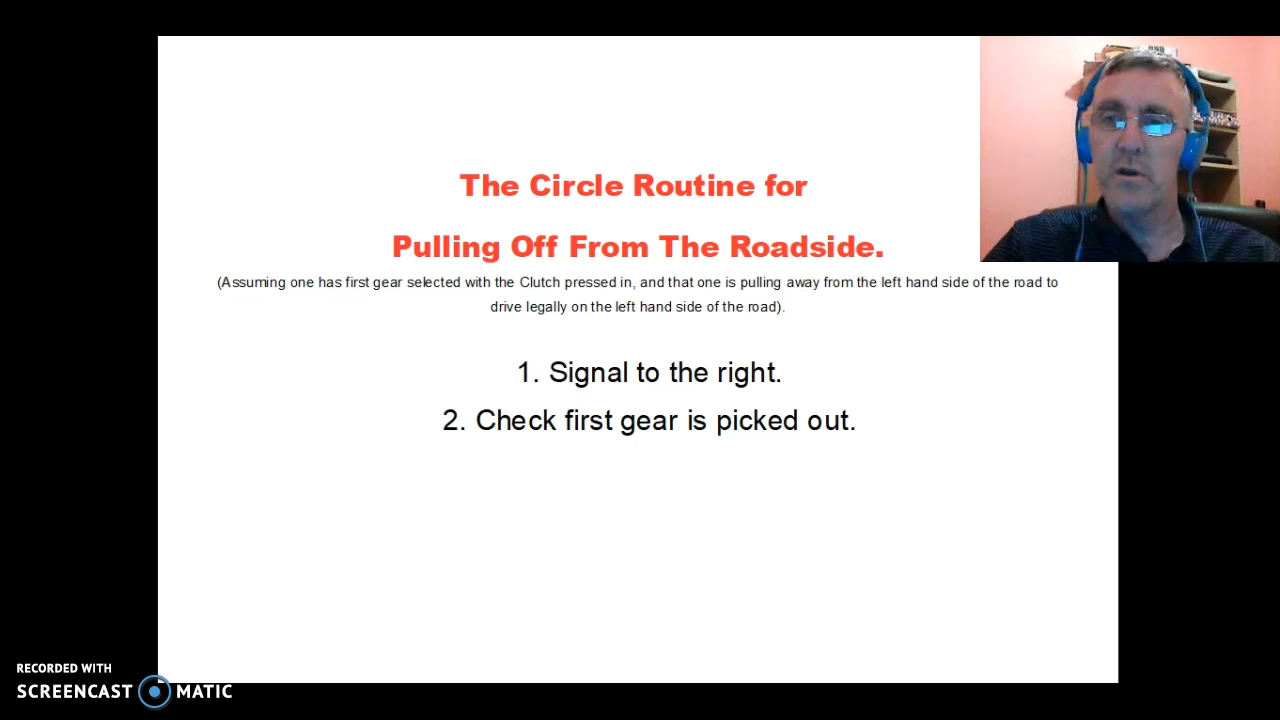 The Circle Routine for
Pulling Off From The Roadside.
(Assuming one has first gear selected with the Clutch pressed in, and that one is pulling away from the left hand side of the road to
drive legally on the left hand side of the road).
1. Signal to the right.
2. Check first gear is picked out.
RECORDED WITH
SCREENCAST MATIC